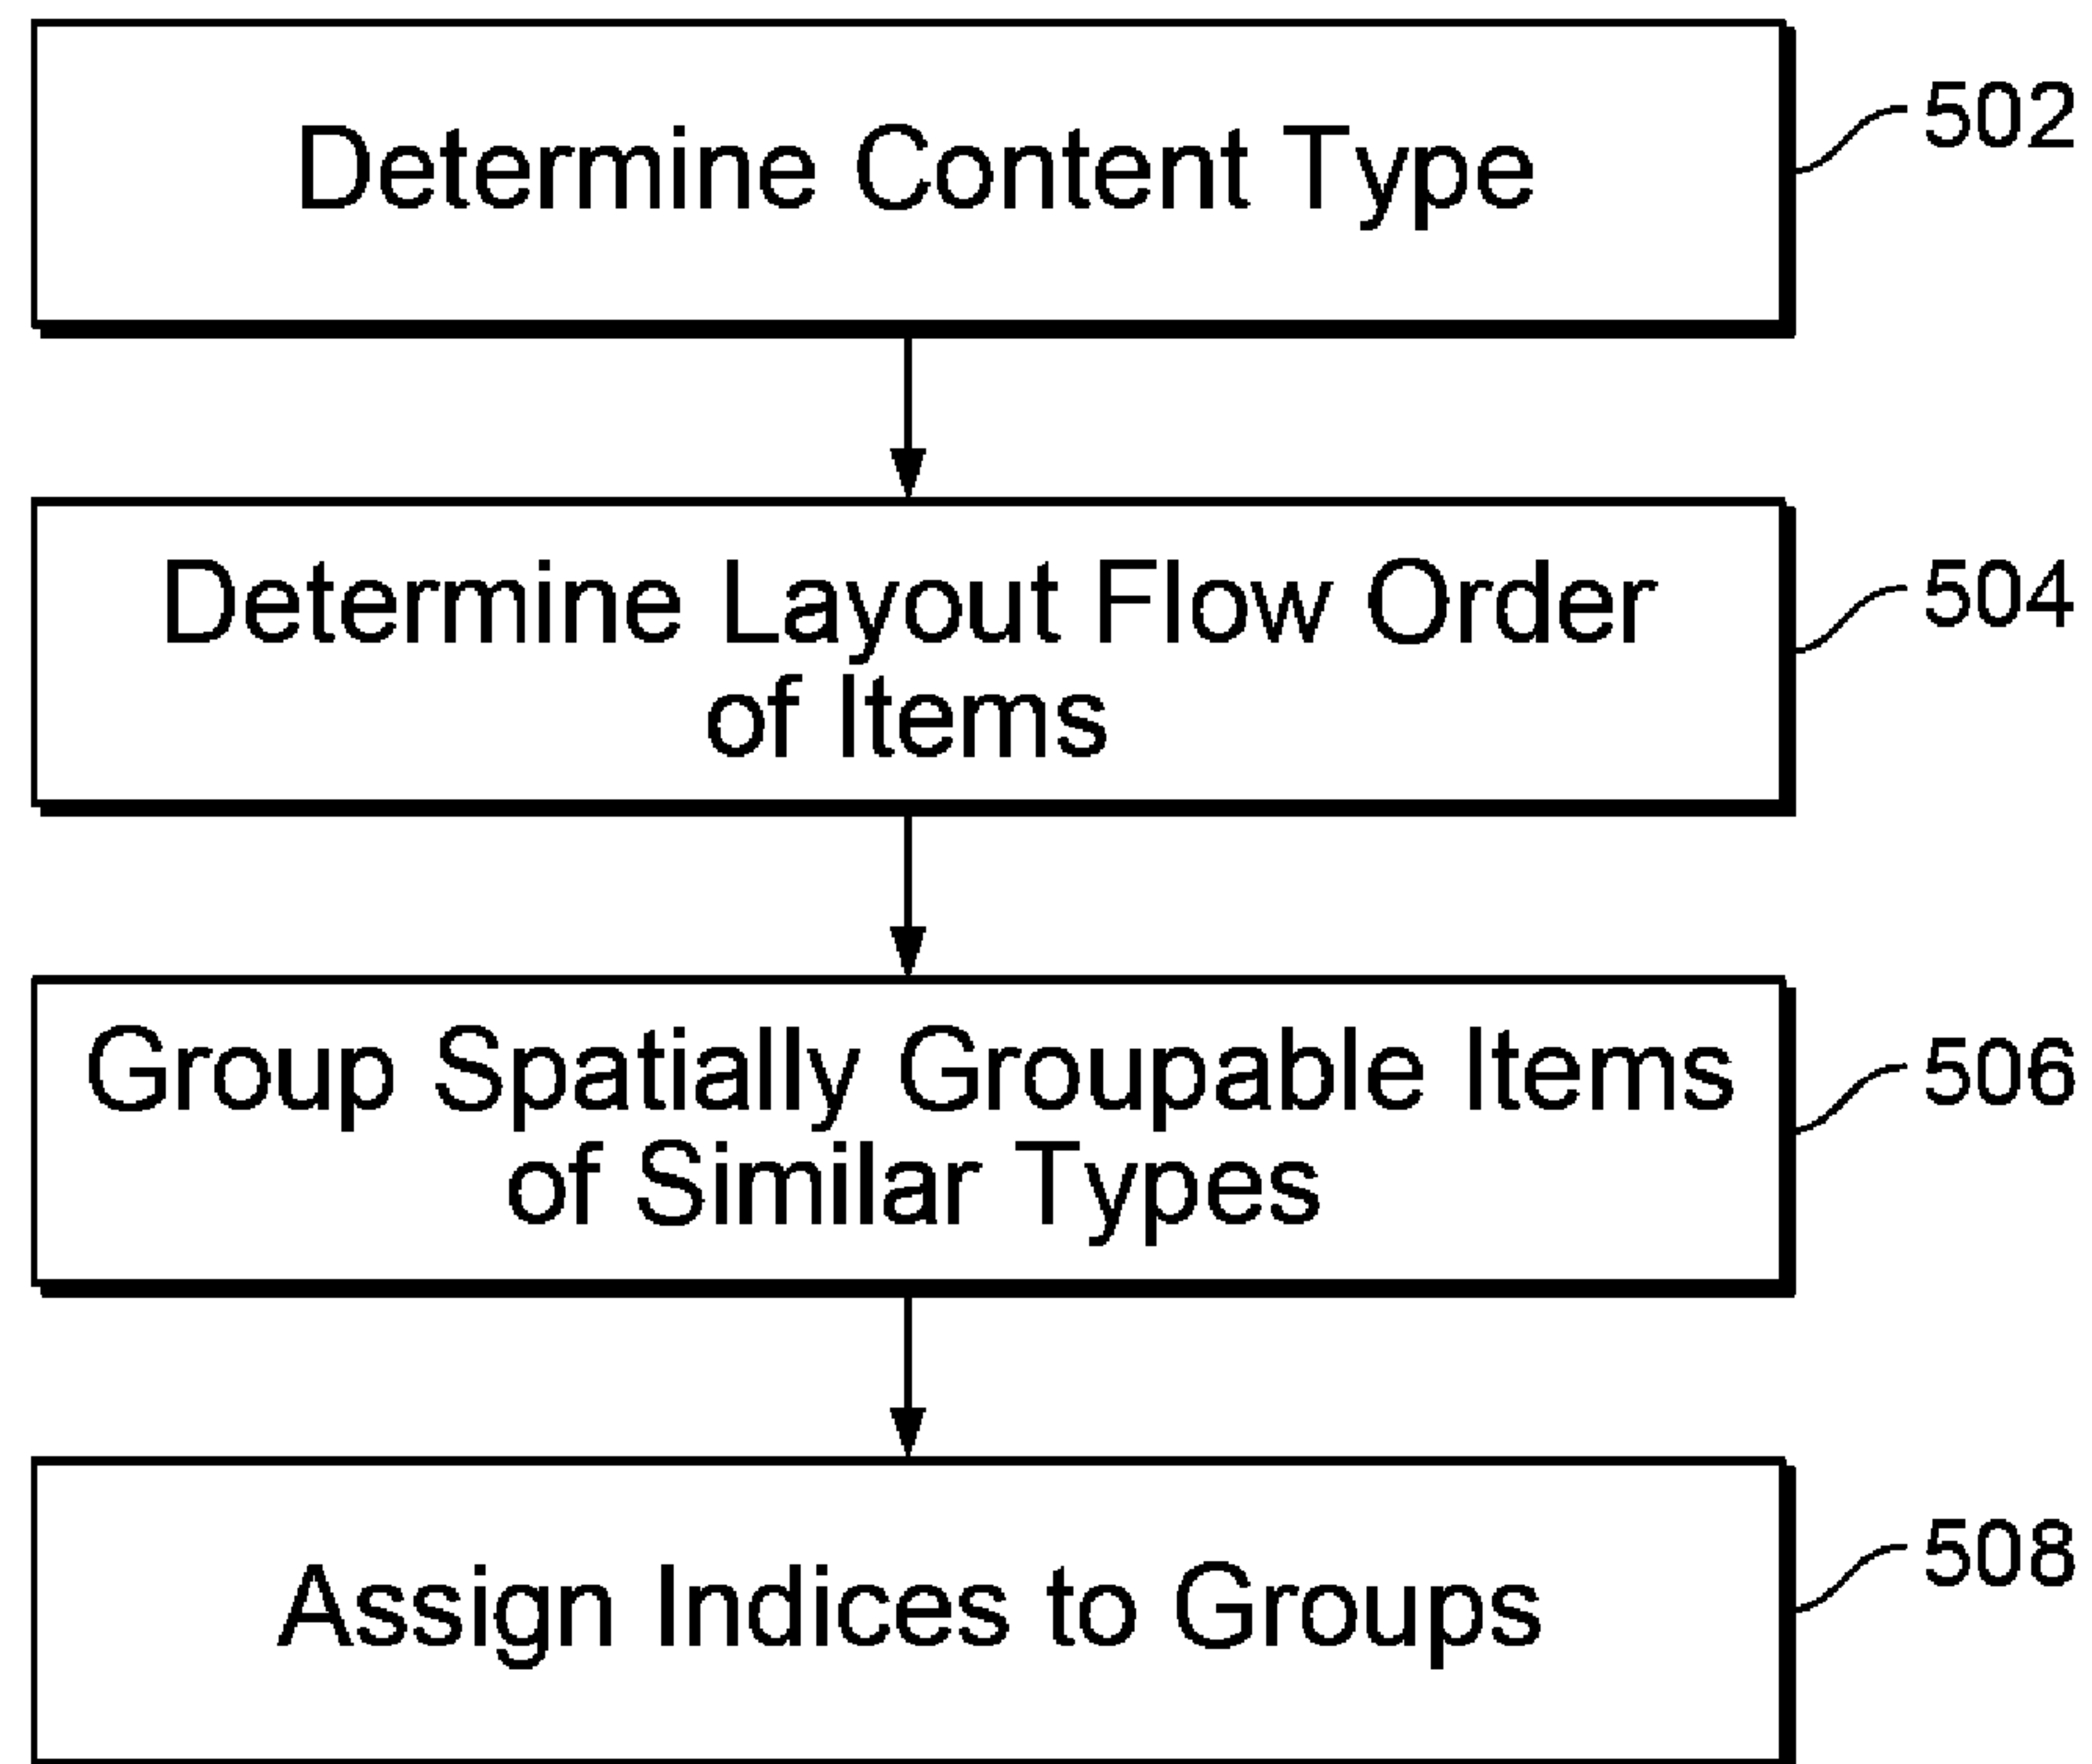 Determine Content Type
502
Determine Layout Flow Order
of Items
504
Group Spatially Groupable Items
of Similar Types
506
Assign Indices to Groups
508